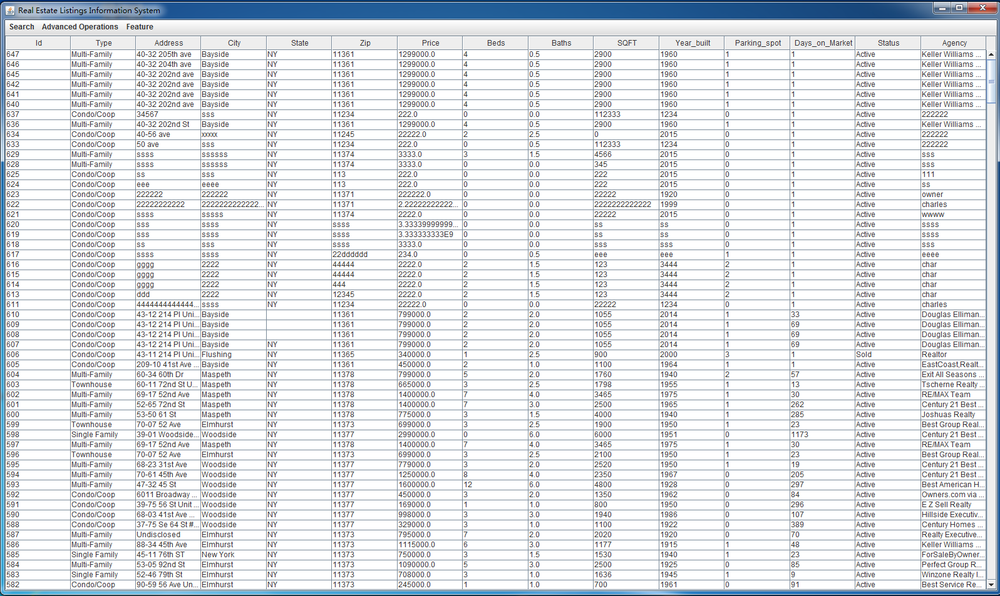 Real Estate Listings Information System
Search Advanced Operations Feature
Id Type Address City State Zip Price Beds Baths SQFT Year_built Parking_spot Days_on_Market Status Agency
647 Multi-Family 40-32 205th ave Bayside NY 11361 1299000.0 4 0.5 2900 1960 1 1 Active Keller Williams ...
646 Multi-Family 40-32 204th ave Bayside NY 11361 1299000.0 4 0.5 2900 1960 1 1 Active Keller Williams ...
645 Multi-Family 40-32 202nd ave Bayside NY 11361 1299000.0 4 0.5 2900 1960 1 1 Active Keller Williams ...
642 Multi-Family 40-32 202nd ave Bayside NY 11361 1299000.0 4 0.5 2900 1960 1 1 Active Keller Williams ...
641 Multi-Family 40-32 202nd ave Bayside NY 11361 1299000.0 4 0.5 2900 1960 1 1 Active Keller Williams ...
640 Multi-Family 40-32 202nd ave Bayside NY 11361 1299000.0 4 0.5 2900 1960 1 1 Active Keller Williams ...
637 Condo/Coop 34567 sss NY 11234 222.0 0 0.0 112333 1234 0 1 Active 222222
636 Multi-Family 40-32 202nd St Bayside NY 11361 1299000.0 4 0.5 2900 1960 1 1 Active Keller Williams ...
634 Condo/Coop 40-56 ave xxxxx NY 11245 22222.0 2 2.5 0 2015 0 1 Active 222222
633 Condo/Coop 50 ave sss NY 11234 222.0 0 0.0 112333 1234 0 1 Active 222222
629 Multi-Family ssss ssssss NY 11374 3333.0 3 1.5 4566 2015 0 1 Active sss
628 Multi-Family ssss ssssss NY 11374 3333.0 0 0.0 345 2015 0 1 Active sss
625 Condo/Coop ss sss NY 113 222.0 0 0.0 222 2015 0 1 Active 111
624 Condo/Coop eee eeee NY 113 222.0 0 0.0 222 2015 0 1 Active ss
623 Condo/Coop 222222 222222 NY 11371 222222.0 0 0.0 22222 1920 0 1 Active owner
622 Condo/Coop 22222222222 2222222222222... NY 11371 2.22222222222... 0 0.0 2222222222222 1999 0 1 Active charles
621 Condo/Coop ssss sssss NY 11374 2222.0 0 0.0 22222 2015 0 1 Active wwww
620 Condo/Coop sss ssss NY ssss 3.33339999999... 0 0.0 ss ss 0 1 Active ssss
619 Condo/Coop sss ssss NY ssss 3.333333333E9 0 0.0 ss ss 0 1 Active ssss
618 Condo/Coop ss sss NY ssss 3333.0 0 0.0 sss sss 0 1 Active sss
617 Condo/Coop ssss ssss NY 22dddddd 234.0 0 0.5 eee eee 1 1 Active eeee
616 Condo/Coop gggg 2222 NY 44444 2222.0 2 1.5 123 3444 2 1 Active char
615 Condo/Coop gggg 2222 NY 44444 2222.0 2 1.5 123 3444 2 1 Active char
614 Condo/Coop gggg 2222 NY 444 2222.0 2 1.5 123 3444 2 1 Active char
613 Condo/Coop ddd 2222 NY 12345 2222.0 2 1.5 123 3444 2 1 Active char
611 Condo/Coop 44444444444444... ssss NY 11234 22222.0 0 0.0 22222 1234 0 1 Active charles
610 Condo/Coop 43-12 214 Pl Uni... Bayside 11361 799000.0 2 2.0 1055 2014 1 33 Active Douglas Elliman...
609 Condo/Coop 43-12 214 Pl Uni... Bayside 11361 799000.0 2 2.0 1055 2014 1 69 Active Douglas Elliman...
608 Condo/Coop 43-12 214 Pl Uni... Bayside 11361 799000.0 2 2.0 1055 2014 1 69 Active Douglas Elliman...
607 Condo/Coop 43-12 214 Pl Uni... Bayside NY 11361 799000.0 2 2.0 1055 2014 1 69 Active Douglas Elliman...
606 Condo/Coop 43-11 214 Pl Uni... Flushing NY 11365 340000.0 1 2.5 900 2000 3 1 Sold Realtor
605 Condo/Coop 209-10 41st Ave ... Bayside NY 11361 450000.0 2 1.0 1100 1964 1 1 Active EastCoast,Realt...
604 Multi-Family 60-34 60th Dr Maspeth NY 11378 799000.0 5 2.0 1760 1940 2 57 Active Exit All Seasons ...
603 Townhouse 60-11 72nd St U... Maspeth NY 11378 665000.0 3 2.5 1798 1955 1 13 Active Tscherne Realty ...
602 Multi-Family 69-17 52nd Ave Maspeth NY 11378 1400000.0 7 4.0 3465 1975 1 30 Active RE/MAX Team
601 Multi-Family 52-65 72nd St Maspeth NY 11378 1400000.0 7 3.0 2500 1965 1 262 Active Century 21 Best ...
600 Multi-Family 53-50 61 St Maspeth NY 11378 775000.0 3 1.5 4000 1940 1 285 Active Joshuas Realty
599 Townhouse 70-07 52 Ave Elmhurst NY 11377 699000.0 3 2.5 1900 1950 1 23 Active Best Group Real...
598 Single Family 39-01 Woodside... Woodside NY 11377 2990000.0 0 6.0 6000 1951 0 1173 Active Century 21 Best ...
597 Multi-Family 69-17 52nd Ave Maspeth NY 11377 1400000.0 7 4.0 3465 1975 1 30 Active RE/MAX Team
596 Townhouse 70-07 52 Ave Elmhurst NY 11373 699000.0 3 2.5 2100 1950 1 23 Active Best Group Real...
595 Multi-Family 68-23 31st Ave Woodside NY 11377 779000.0 3 2.0 2520 1950 1 19 Active Century 21 Best ...
594 Multi-Family 70-61 45th Ave Woodside NY 11377 1250000.0 8 4.0 2350 1967 0 205 Active Century 21 Best ...
593 Multi-Family 47-32 45 St Woodside NY 11377 1600000.0 12 6.0 4800 1928 0 297 Active Best American H...
592 Condo/Coop 6011 Broadway ... Woodside NY 11377 450000.0 3 2.0 1350 1962 0 84 Active Owners.com via ...
591 Condo/Coop 39-75 56 St Unit ... Woodside NY 11377 169000.0 1 1.0 800 1950 0 296 Active E Z Sell Realty
590 Condo/Coop 68-03 41st Ave ... Woodside NY 11377 998000.0 3 3.0 1940 1986 0 107 Active Hillside Executiv...
588 Condo/Coop 37-75 Se 64 St #... Woodside NY 11377 329000.0 3 1.0 1100 1922 0 389 Active Century Homes ...
587 Multi-Family Undisclosed Elmhurst NY 11373 795000.0 7 2.0 2020 1920 0 70 Active Realty Executive...
586 Multi-Family 88-34 45th Ave Elmhurst NY 11373 1115000.0 6 3.0 1177 1915 1 48 Active Keller Williams ...
585 Single Family 45-11 76th ST New York NY 11373 750000.0 3 1.5 1530 1940 1 23 Active ForSaleByOwner...
584 Multi-Family 53-05 92nd St Elmhurst NY 11373 1090000.0 5 3.0 2500 1925 0 85 Active Perfect Group R...
583 Single Family 52-46 79th St Elmhurst NY 11373 708000.0 3 1.0 1636 1945 1 9 Active Winzone Realty I...
582 Condo/Coop 90-59 56 Ave Un... Elmhurst NY 11373 245000.0 1 1.0 700 1961 0 91 Active Best Service Re...